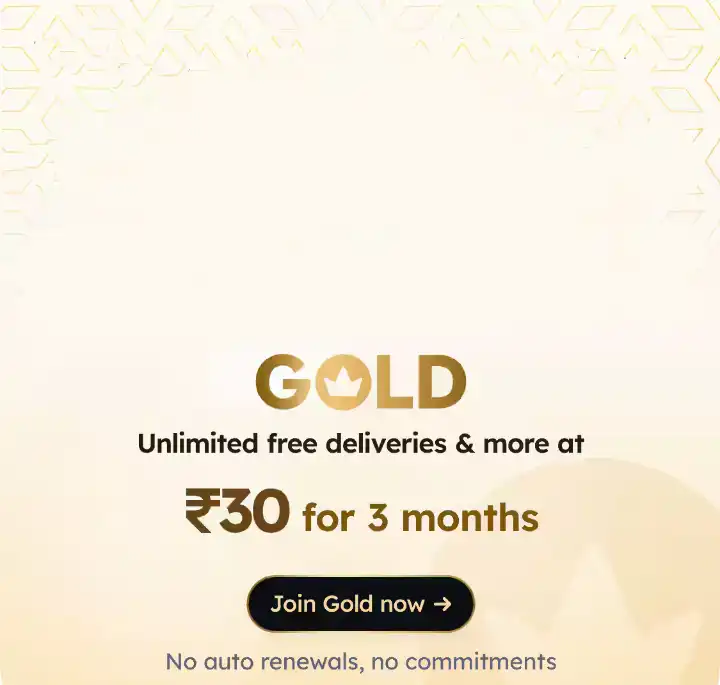 GOLD
Unlimited free deliveries & more at
₹30 for 3 months
Join Gold now →
No auto renewals, no commitments